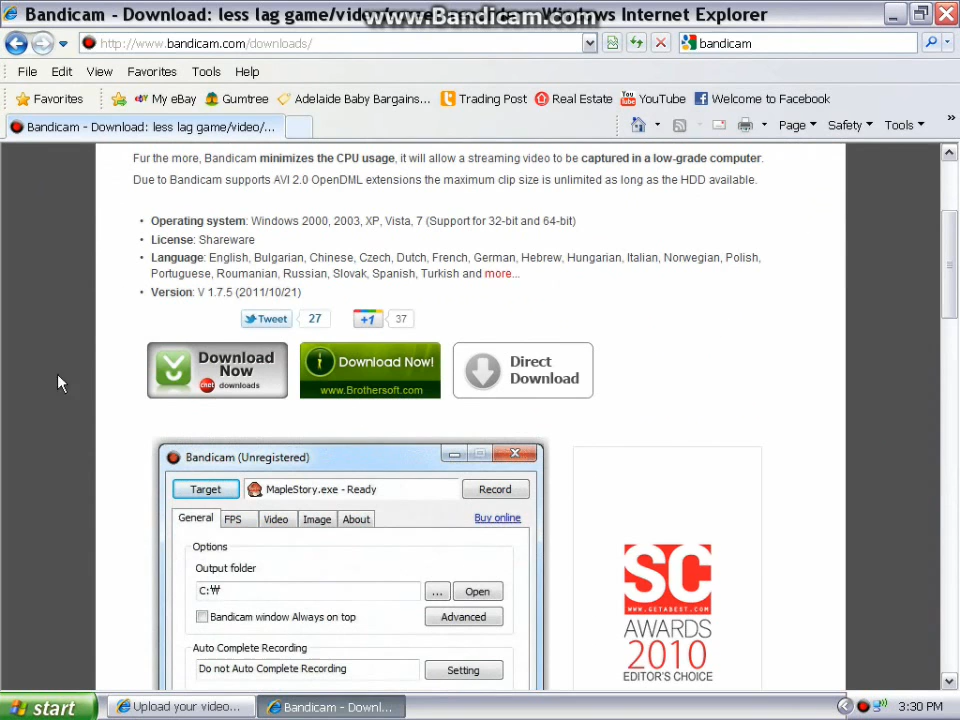 Bandicam - Download: less lag game/video/
Windows Internet Explorer
www.Bandicam.com
http://www.bandicam.com/downloads/
bandicam
File Edit View Favorites Tools Help
Favorites My eBay Gumtree Adelaide Baby Bargains... Trading Post Real Estate YouTube Welcome to Facebook
Bandicam - Download: less lag game/video/...
Page Safety Tools »
Fur the more, Bandicam minimizes the CPU usage, it will allow a streaming video to be captured in a low-grade computer.
Due to Bandicam supports AVI 2.0 OpenDML extensions the maximum clip size is unlimited as long as the HDD available.
• Operating system: Windows 2000, 2003, XP, Vista, 7 (Support for 32-bit and 64-bit)
• License: Shareware
• Language: English, Bulgarian, Chinese, Czech, Dutch, French, German, Hebrew, Hungarian, Italian, Norwegian, Polish,
Portuguese, Roumanian, Russian, Slovak, Spanish, Turkish and more...
• Version: V 1.7.5 (2011/10/21)
Tweet 27 +1 37
Download
Now
cnet downloads
Download Now!
www.Brothersoft.com
Direct
Download
Bandicam (Unregistered)
Target MapleStory.exe - Ready Record
General FPS Video Image About Buy online
Options
Output folder
C:₩ ... Open
Bandicam window Always on top Advanced
Auto Complete Recording
Do not Auto Complete Recording Setting
SC
WWW.GETABEST.COM
AWARDS
2010
EDITOR'S CHOICE
start Upload your video... Bandicam - Downl... 3:30 PM